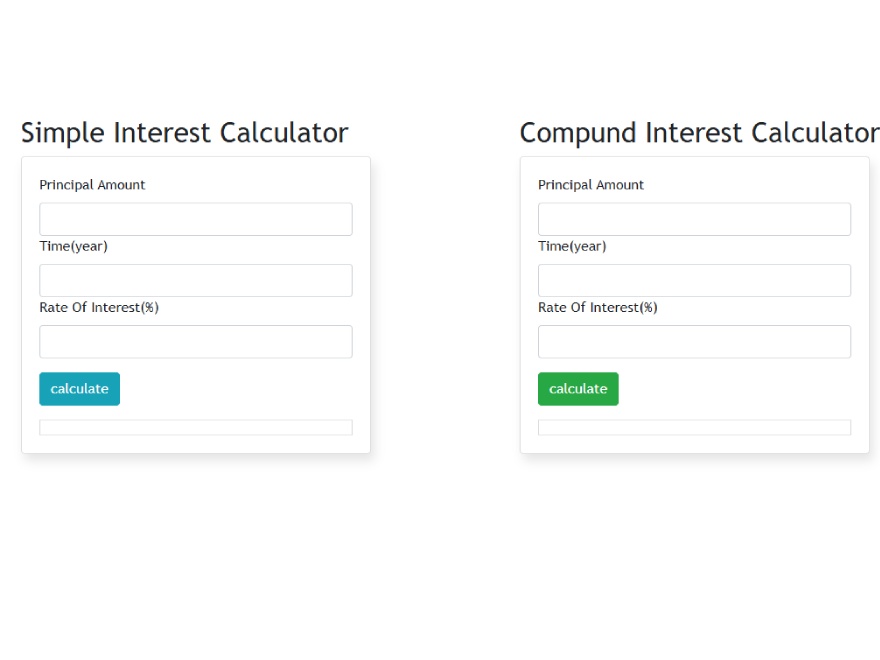 Simple Interest Calculator
Principal Amount
Time(year)
Rate Of Interest(%)
calculate
Compund Interest Calculator
Principal Amount
Time(year)
Rate Of Interest(%)
calculate